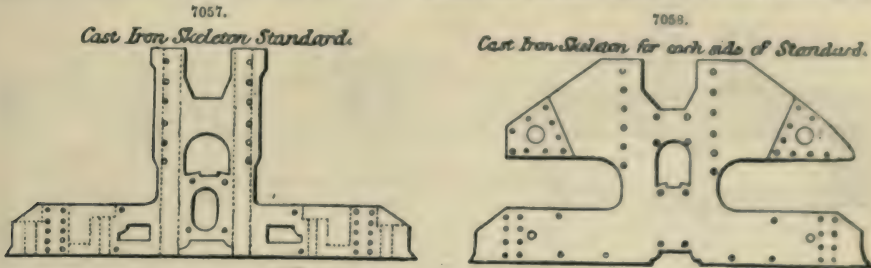 7057.
Cast Iron Skeleton Standard.
7058.
Cast Iron Skeleton for each side of Standard.